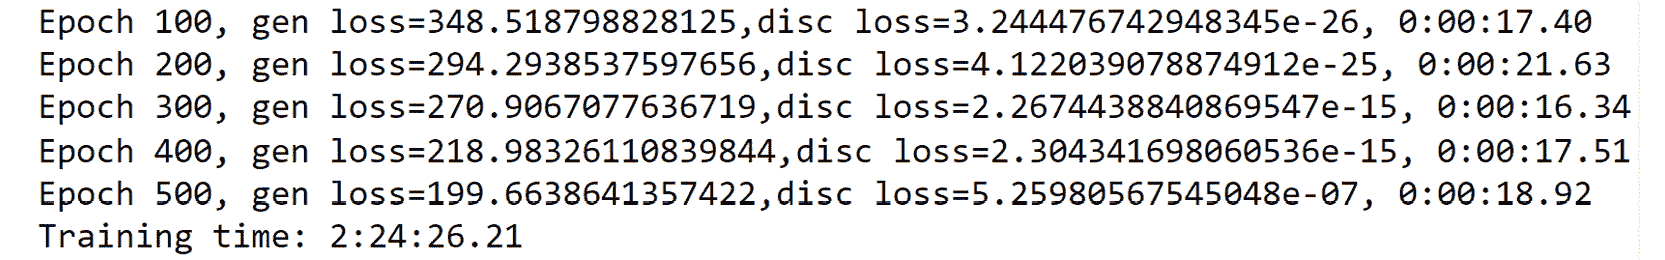 Epoch 100, gen loss=348.518798828125,disc loss=3.244476742948345e-26, 0:00:17.40
Epoch 200, gen loss=294.2938537597656,disc loss=4.122039078874912e-25, 0:00:21.63
Epoch 300, gen loss=270.9067077636719,disc loss=2.2674438840869547e-15, 0:00:16.34
Epoch 400, gen loss=218.98326110839844,disc loss=2.304341698060536e-15, 0:00:17.51
Epoch 500, gen loss=199.6638641357422,disc loss=5.25980567545048e-07, 0:00:18.92
Training time: 2:24:26.21